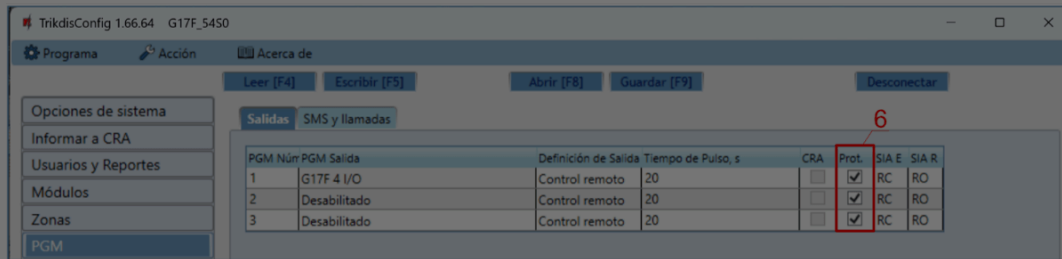 TrikdisConfig 1.66.64 G17F_54S0
Programa Acción Acerca de
Leer [F4] Escribir [F5] Abrir [F8] Guardar [F9] Desconectar
Opciones de sistema
Informar a CRA
Usuarios y Reportes
Módulos
Zonas
PGM
Salidas SMS y llamadas
6
PGM Núm PGM Salida Definición de Salida Tiempo de Pulso, s CRA Prot. SIA E SIA R
1 G17F 4 I/O Control remoto 20 RC RO
2 Desabilitado Control remoto 20 RC RO
3 Desabilitado Control remoto 20 RC RO